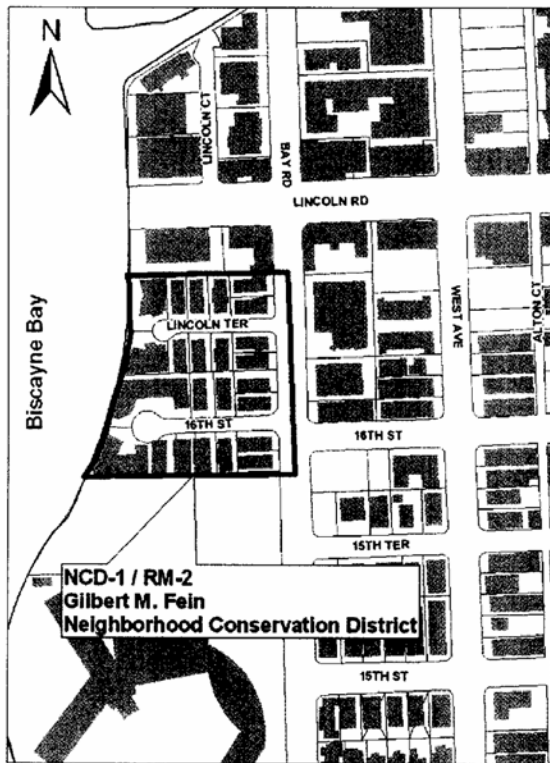 N
LINCOLN CT
BAY RD
LINCOLN RD
WEST AVE
ALTON CT
Biscayne Bay
LINCOLN TER
16TH ST
16TH ST
15TH TER
NCD-1 / RM-2
Gilbert M. Fein
Neighborhood Conservation District
15TH ST